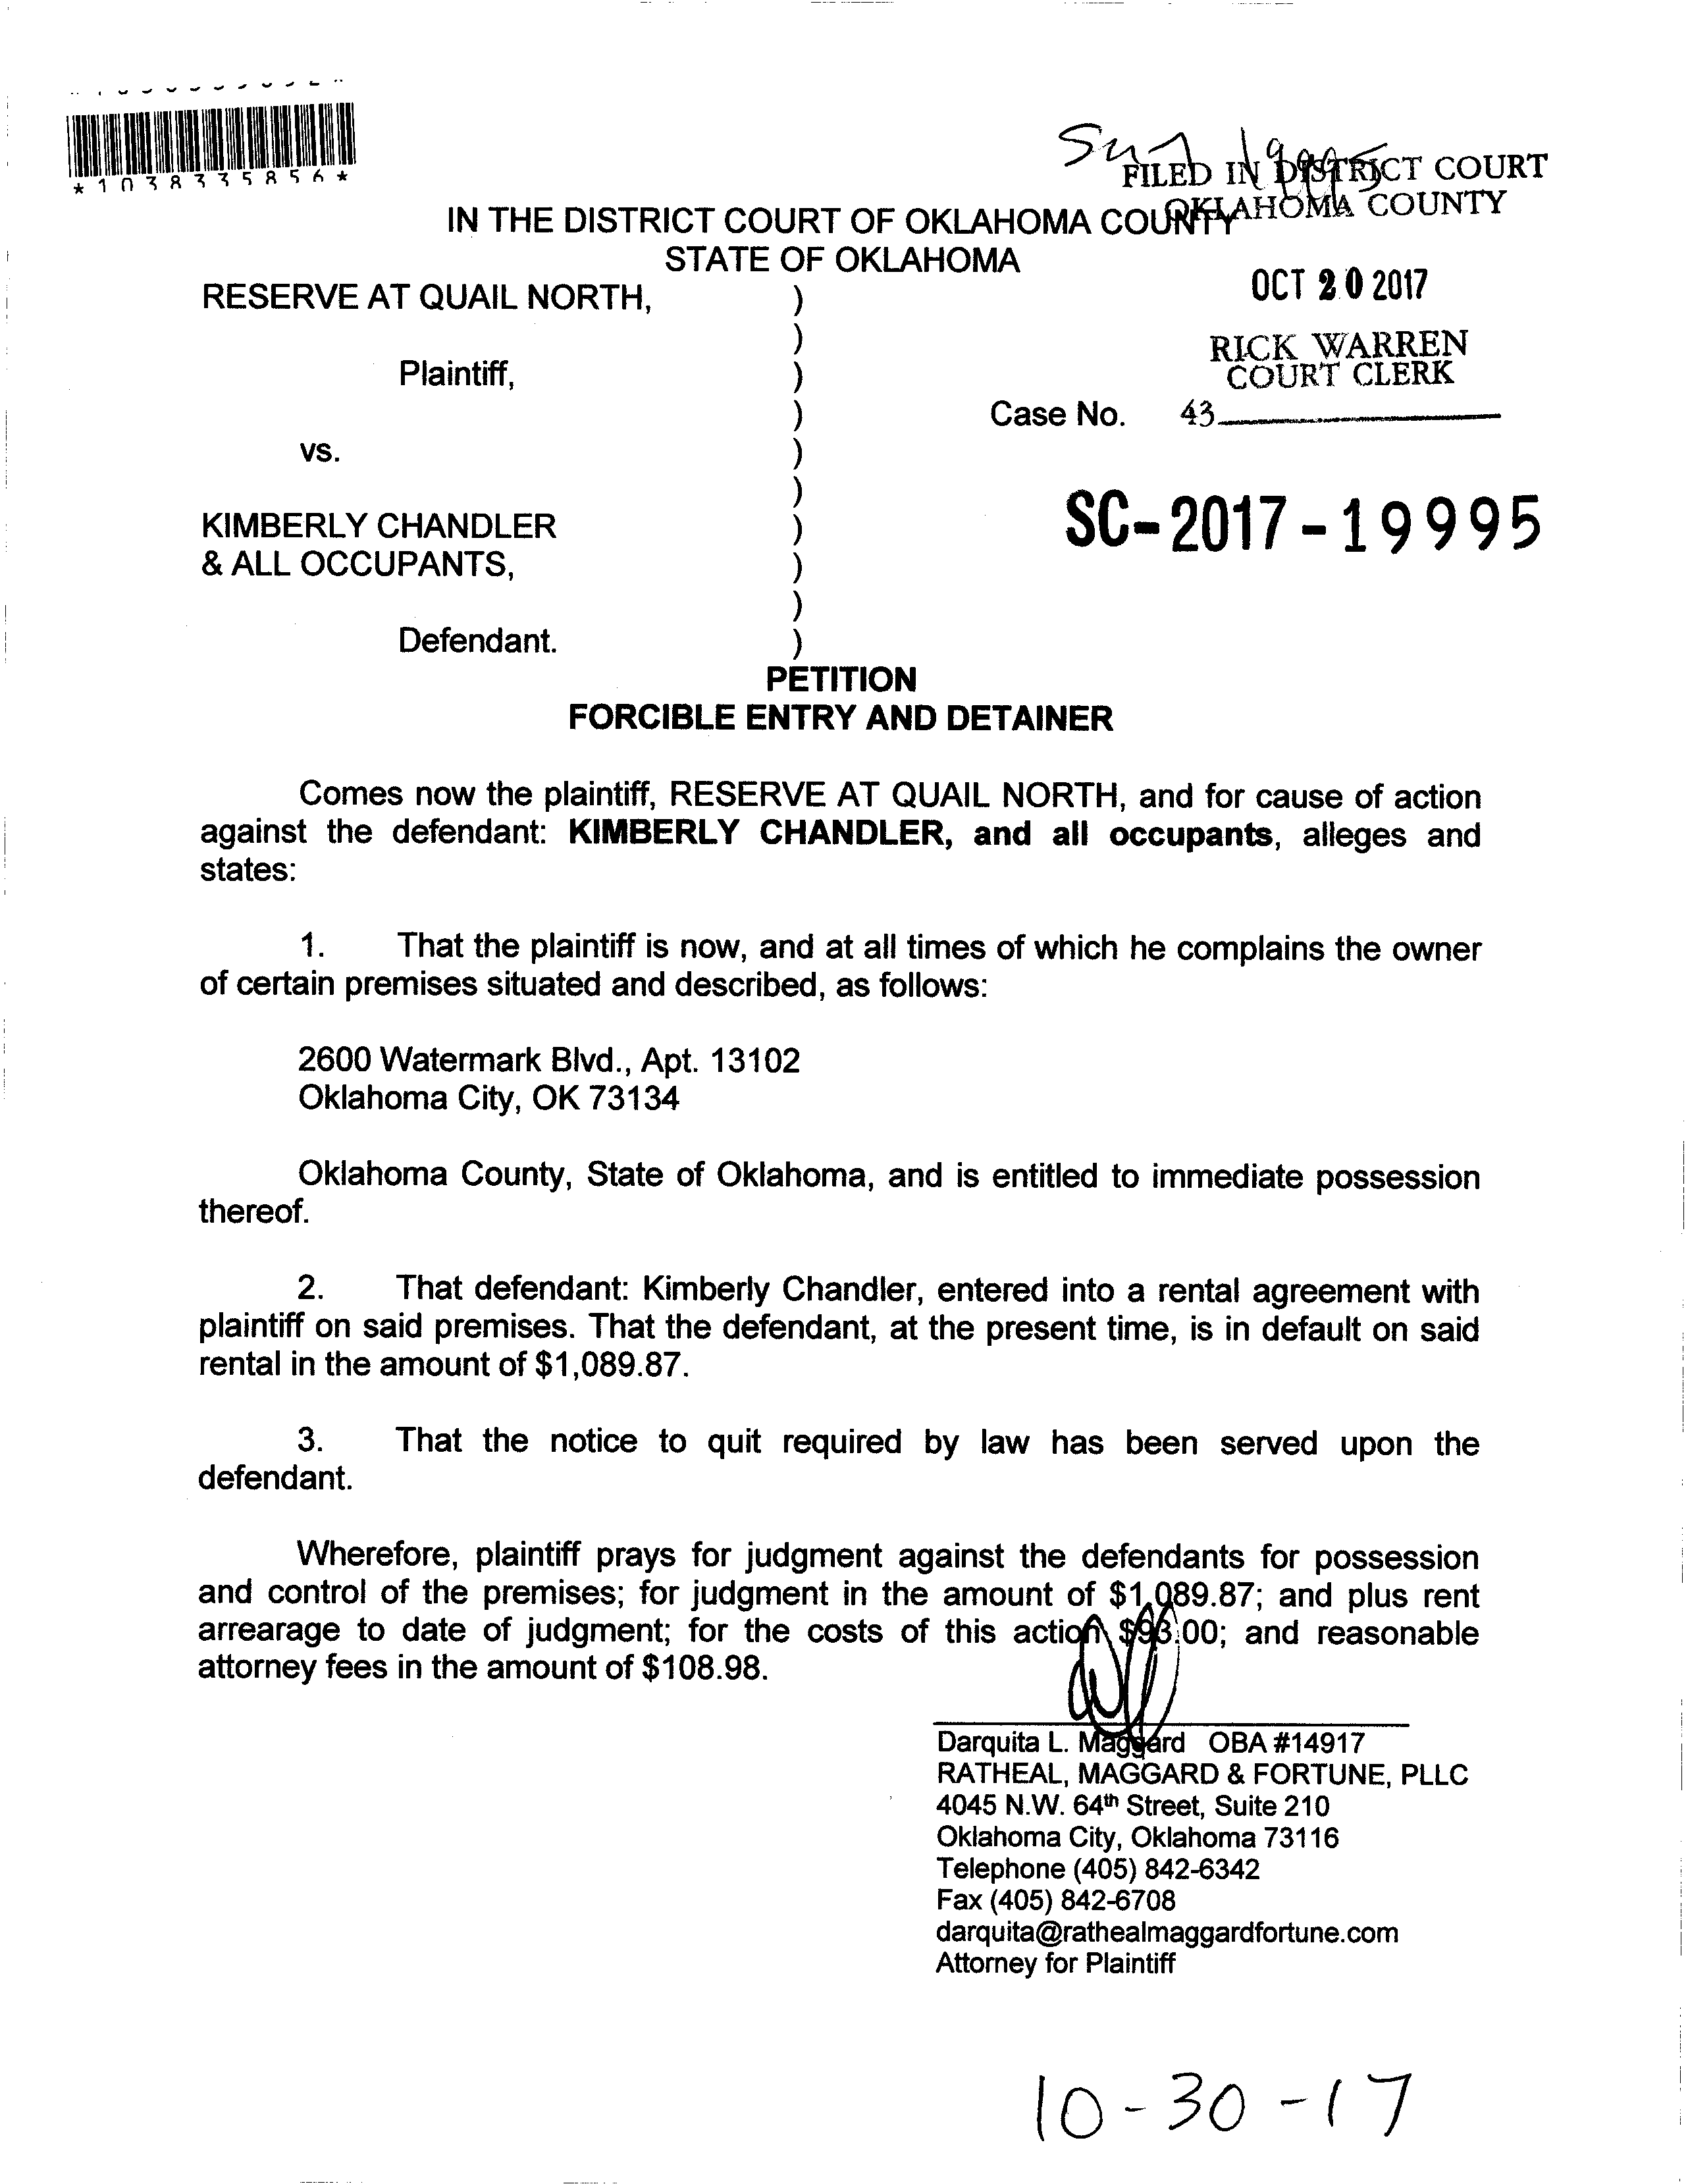 *1038335856*
FILED IN DISTRICT COURT
OKLAHOMA COUNTY
IN THE DISTRICT COURT OF OKLAHOMA COUNTY
STATE OF OKLAHOMA
OCT 20 2017
RICK WARREN
COURT CLERK
43
RESERVE AT QUAIL NORTH, )
)
Plaintiff, )
) Case No.
vs. )
)
KIMBERLY CHANDLER ) SC-2017-19995
& ALL OCCUPANTS, )
)
Defendant. )
PETITION
FORCIBLE ENTRY AND DETAINER
Comes now the plaintiff, RESERVE AT QUAIL NORTH, and for cause of action
against the defendant: KIMBERLY CHANDLER, and all occupants, alleges and
states:
1. That the plaintiff is now, and at all times of which he complains the owner
of certain premises situated and described, as follows:
2600 Watermark Blvd., Apt. 13102
Oklahoma City, OK 73134
Oklahoma County, State of Oklahoma, and is entitled to immediate possession
thereof.
2. That defendant: Kimberly Chandler, entered into a rental agreement with
plaintiff on said premises. That the defendant, at the present time, is in default on said
rental in the amount of $1,089.87.
3. That the notice to quit required by law has been served upon the
defendant.
Wherefore, plaintiff prays for judgment against the defendants for possession
and control of the premises; for judgment in the amount of $1,089.87; and plus rent
arrearage to date of judgment; for the costs of this action $93.00; and reasonable
attorney fees in the amount of $108.98.
Darquita L. Maggard OBA #14917
RATHEAL, MAGGARD & FORTUNE, PLLC
4045 N.W. 64th Street, Suite 210
Oklahoma City, Oklahoma 73116
Telephone (405) 842-6342
Fax (405) 842-6708
darquita@rathealmaggardfortune.com
Attorney for Plaintiff
10-30-17